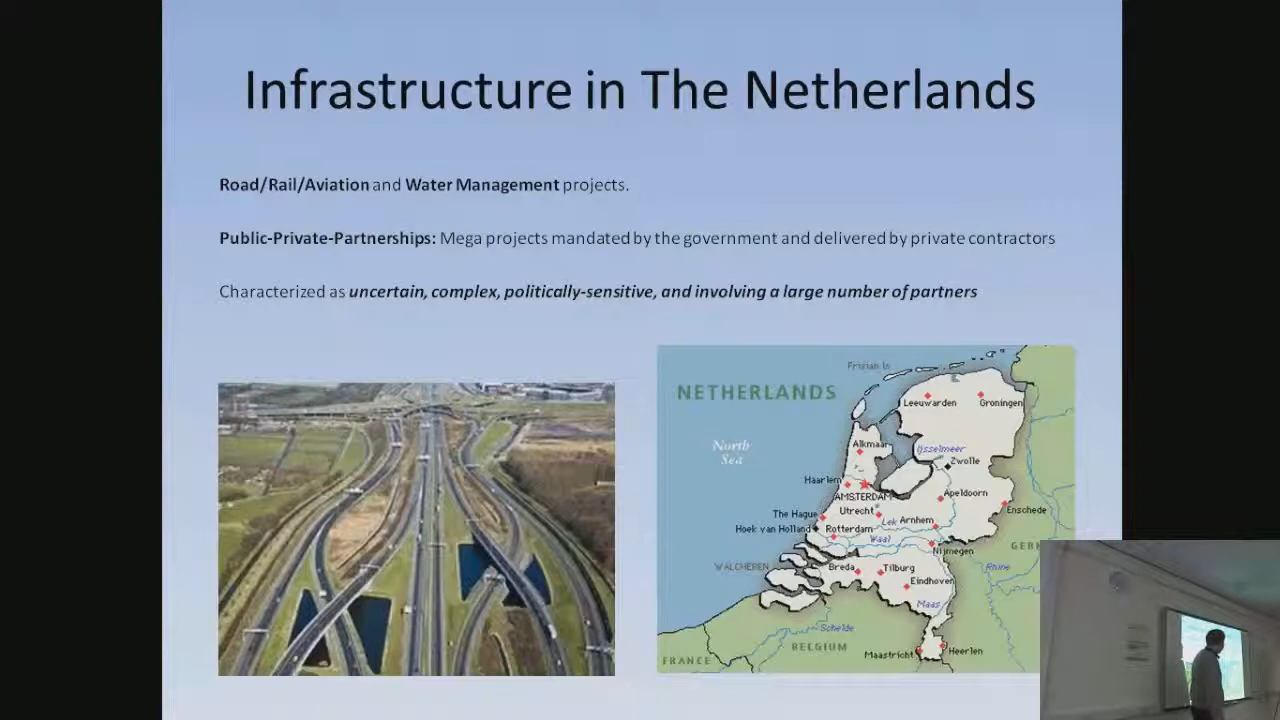 Infrastructure in The Netherlands
Road/Rail/Aviation and Water Management projects.
Public-Private-Partnerships: Mega projects mandated by the government and delivered by private contractors
Characterized as uncertain, complex, politically-sensitive, and involving a large number of partners
Frisian Is
NETHERLANDS
Leeuwarden
Groningen
Alkmaar
North
Sea
Ijsselmeer
Zwolle
Haarlem
AMSTERDAM
Apeldoorn
The Hague
Utrecht
Enschede
Lek
Arnhem
Hoek van Holland
Rotterdam
Waal
Nijmegen
WALCHEREN
Breda
Tilburg
Rhine
Eindhoven
Maas
Schelde
BELGIUM
FRANCE
Maastricht
Heerlen